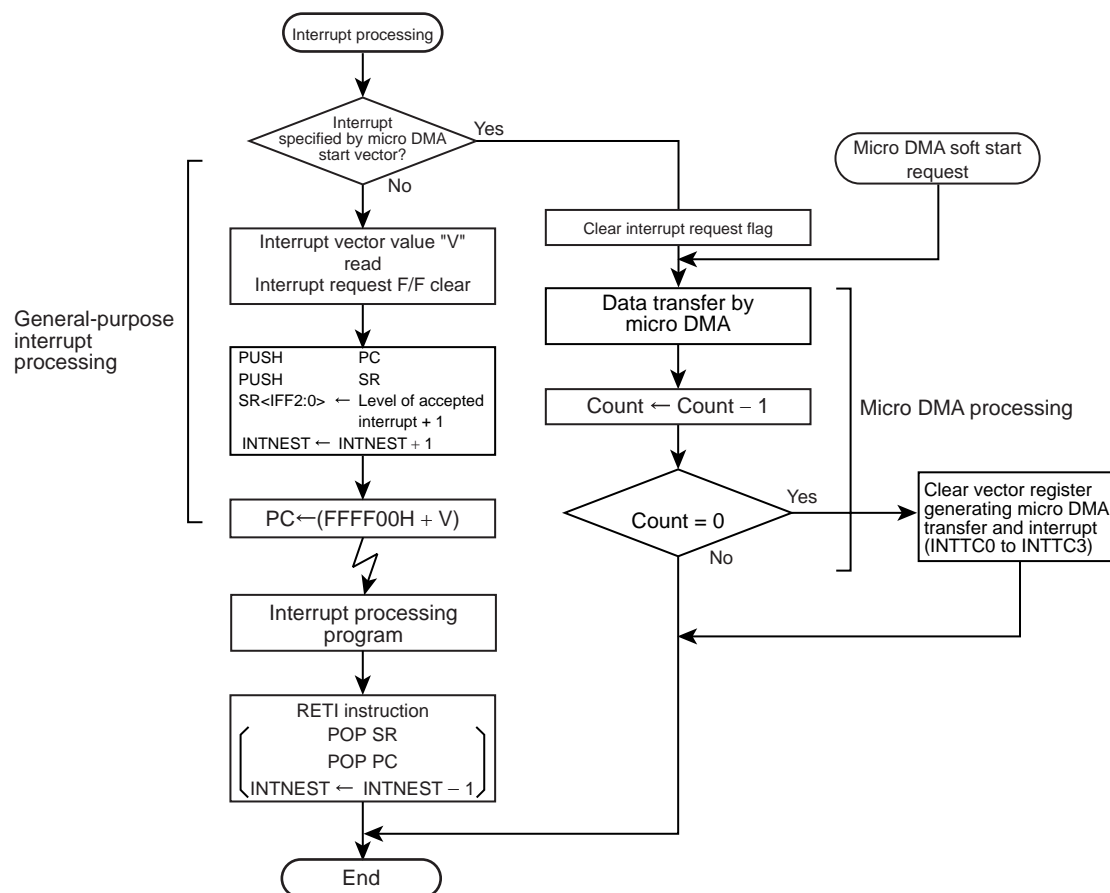 Interrupt processing
Interrupt
specified by micro DMA
start vector?
Yes
No
Micro DMA soft start
request
Clear interrupt request flag
General-purpose
interrupt
processing
Interrupt vector value "V"
read
Interrupt request F/F clear
PUSH PC
PUSH SR
SR<IFF2:0> ← Level of accepted
interrupt + 1
INTNEST ← INTNEST + 1
PC←(FFFF00H + V)
Interrupt processing
program
RETI instruction
POP SR
POP PC
INTNEST ← INTNEST – 1
End
Data transfer by
micro DMA
Count ← Count – 1
Micro DMA processing
Count = 0
Yes
No
Clear vector register
generating micro DMA
transfer and interrupt
(INTTC0 to INTTC3)